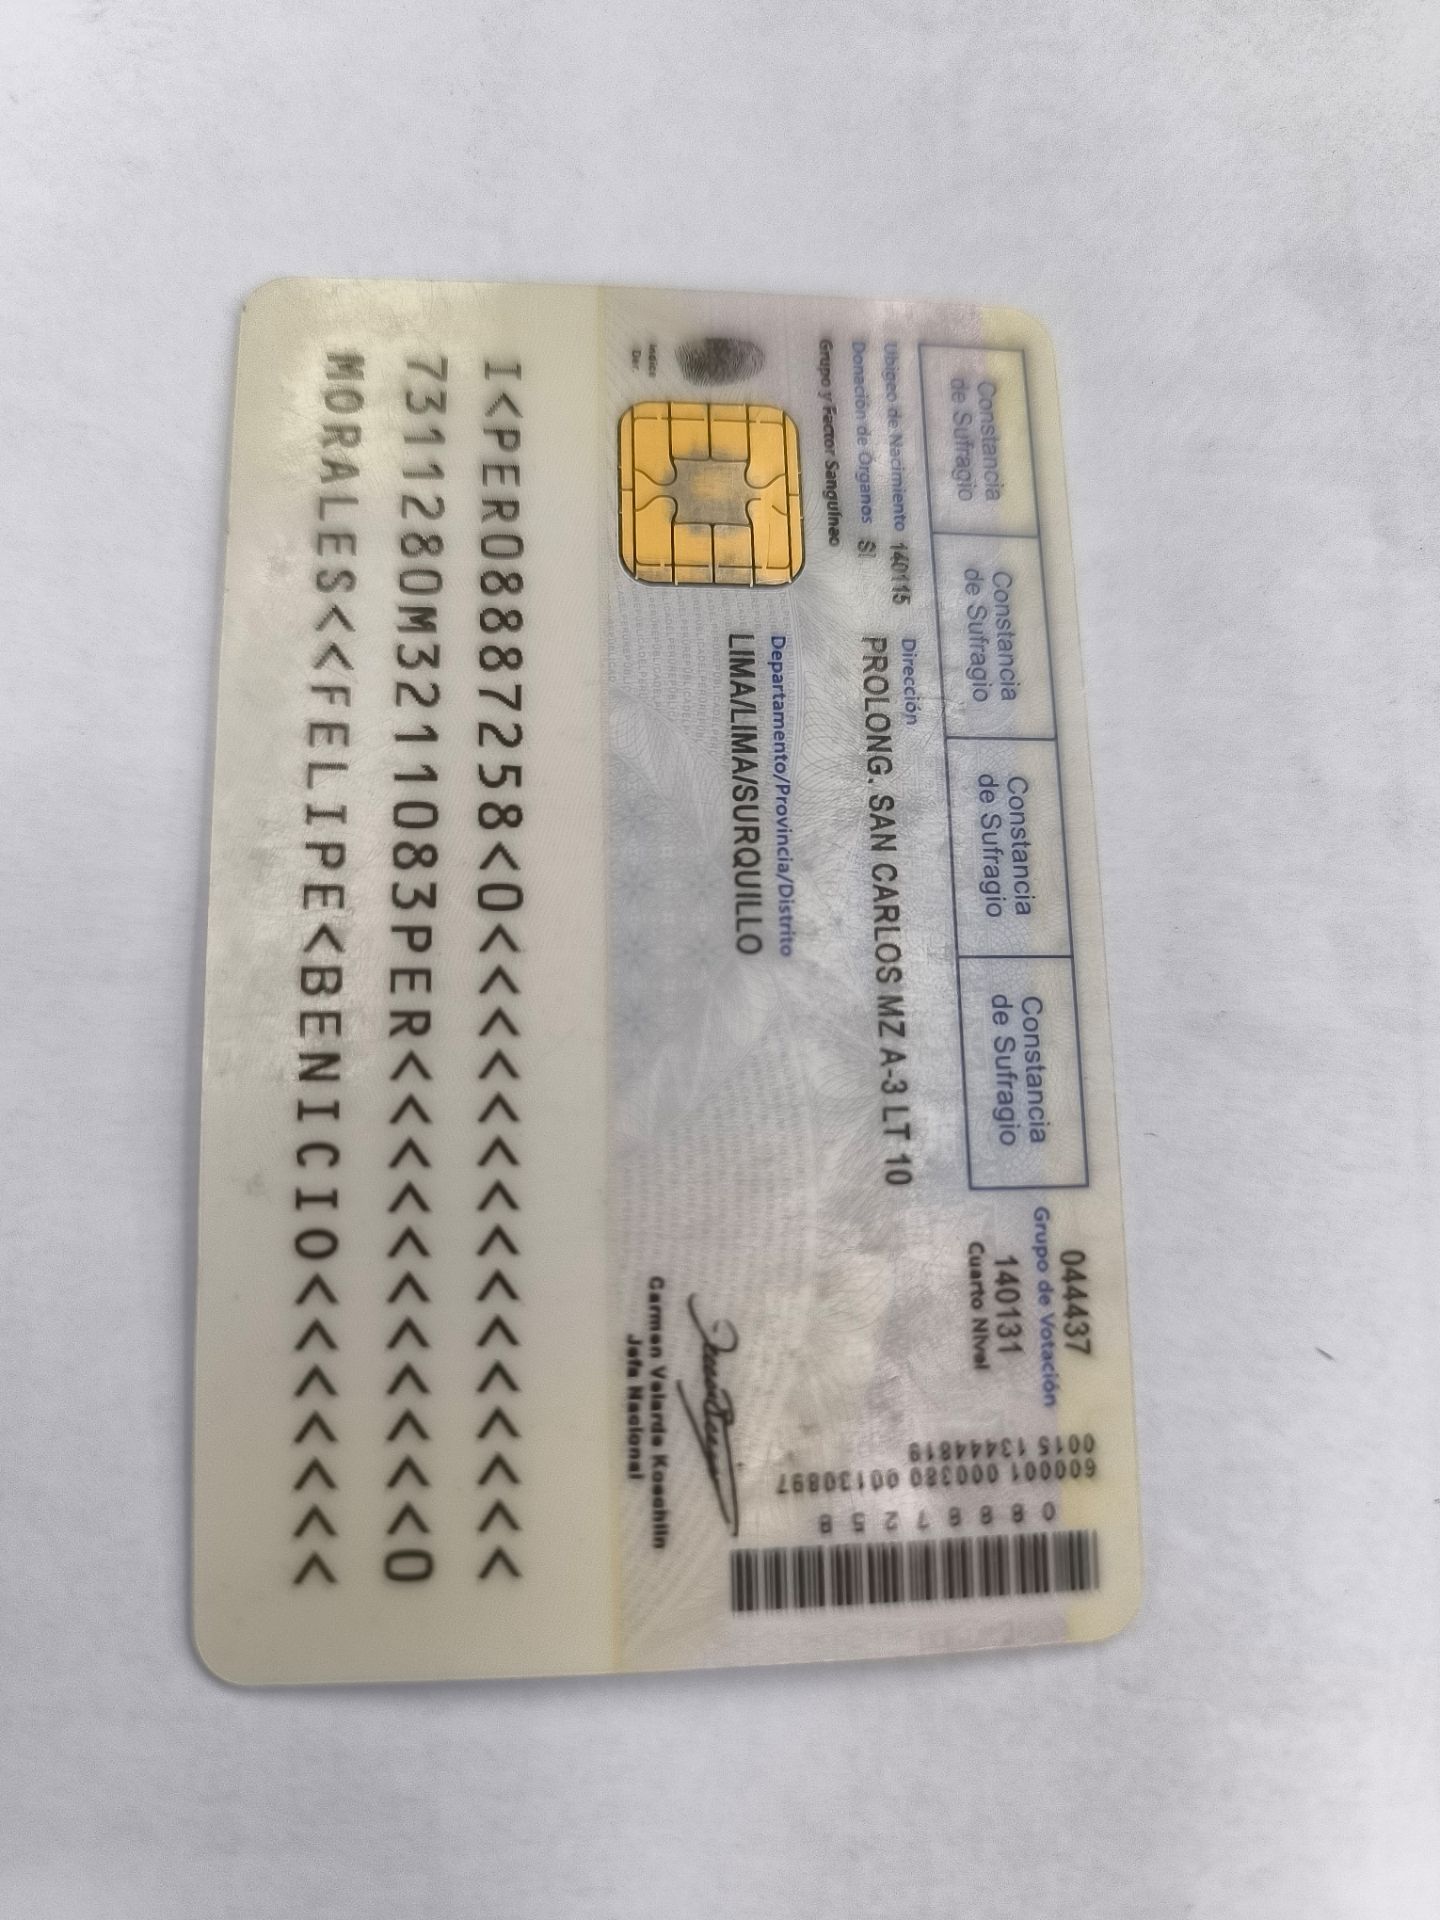 Constancia
de Sufragio
Constancia
de Sufragio
Constancia
de Sufragio
Constancia
de Sufragio
044437
Grupo de Votación
140131
Cuarto Nivel
Ubigeo de Nacimiento 140115
Donación de Organos SI
Grupo y Factor Sanguíneo
Dirección
PROLONG. SAN CARLOS MZ A-3 LT 10
Departamento/Provincia/Distrito
LIMA/LIMA/SURQUILLO
Indice
Der.
Carmen Velarde Koechlin
Jefa Nacional
0015 13444819
600001 000380 00130897
0 8 8 8 7 2 5 8
I<PER08887258<0<<<<<<<<<<<<<<<
7311280M3211083PER<<<<<<<<<<<0
MORALES<<FELIPE<BENICIO<<<<<<<